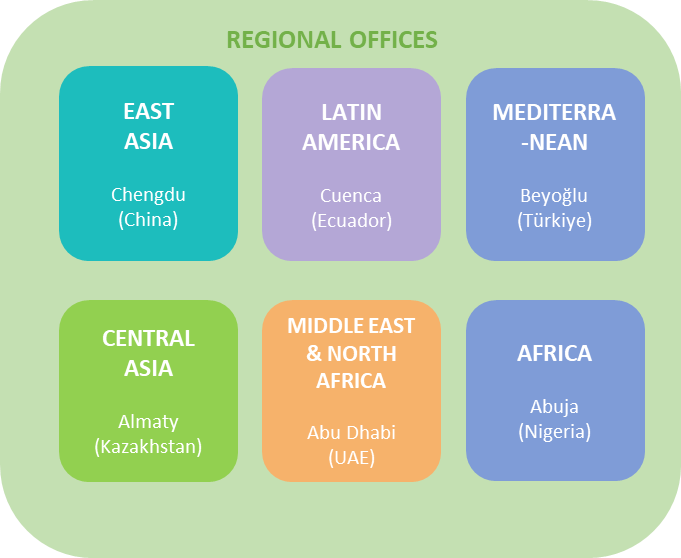 REGIONAL OFFICES
EAST
ASIA
Chengdu
(China)
LATIN
AMERICA
Cuenca
(Ecuador)
MEDITERRA
-NEAN
Beyoğlu
(Türkiye)
CENTRAL
ASIA
Almaty
(Kazakhstan)
MIDDLE EAST
& NORTH
AFRICA
Abu Dhabi
(UAE)
AFRICA
Abuja
(Nigeria)